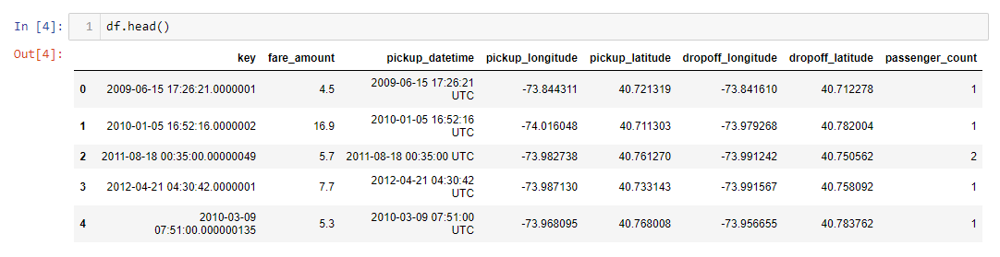 In [4]: 1 df.head()
Out[4]:
key fare_amount pickup_datetime pickup_longitude pickup_latitude dropoff_longitude dropoff_latitude passenger_count
0 2009-06-15 17:26:21.0000001 4.5 2009-06-15 17:26:21 UTC -73.844311 40.721319 -73.841610 40.712278 1
1 2010-01-05 16:52:16.0000002 16.9 2010-01-05 16:52:16 UTC -74.016048 40.711303 -73.979268 40.782004 1
2 2011-08-18 00:35:00.00000049 5.7 2011-08-18 00:35:00 UTC -73.982738 40.761270 -73.991242 40.750562 2
3 2012-04-21 04:30:42.0000001 7.7 2012-04-21 04:30:42 UTC -73.987130 40.733143 -73.991567 40.758092 1
4 2010-03-09 07:51:00.000000135 5.3 2010-03-09 07:51:00 UTC -73.968095 40.768008 -73.956655 40.783762 1